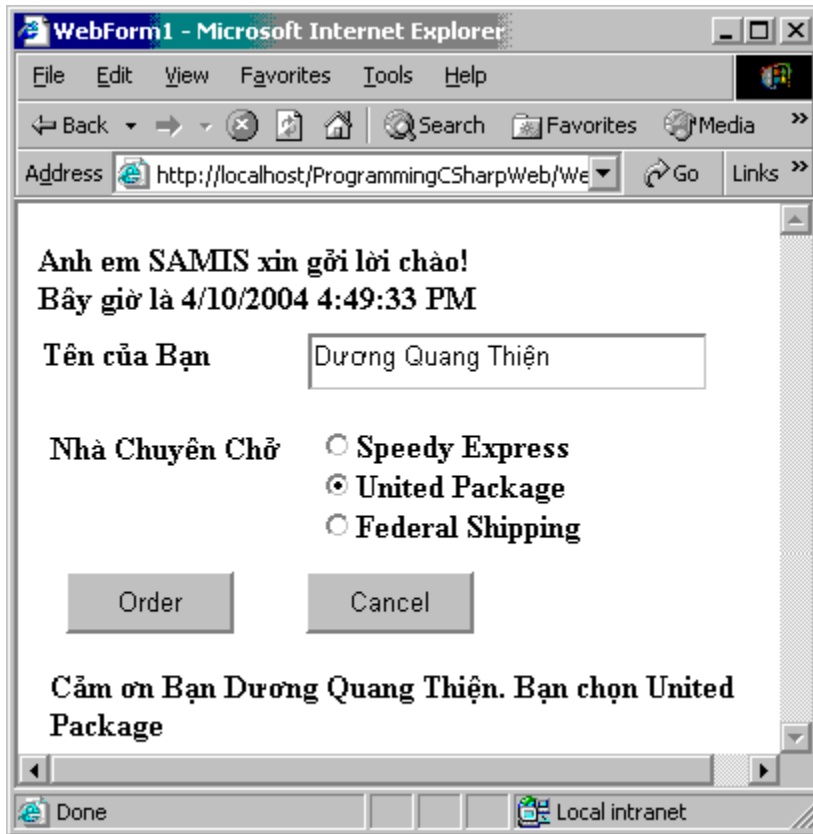 WebForm1 - Microsoft Internet Explorer
File Edit View Favorites Tools Help
Back Search Favorites Media »
Address http://localhost/ProgrammingCSharpWeb/We Go Links »
Anh em SAMIS xin gởi lời chào!
Bây giờ là 4/10/2004 4:49:33 PM
Tên của Bạn Dương Quang Thiện
Nhà Chuyên Chở Speedy Express
United Package
Federal Shipping
Order Cancel
Cảm ơn Bạn Dương Quang Thiện. Bạn chọn United
Package
Done Local intranet